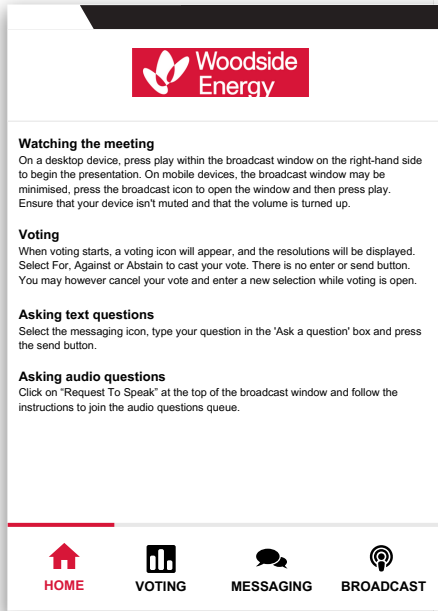 Woodside
Energy
Watching the meeting
On a desktop device, press play within the broadcast window on the right-hand side
to begin the presentation. On mobile devices, the broadcast window may be
minimised, press the broadcast icon to open the window and then press play.
Ensure that your device isn't muted and that the volume is turned up.
Voting
When voting starts, a voting icon will appear, and the resolutions will be displayed.
Select For, Against or Abstain to cast your vote. There is no enter or send button.
You may however cancel your vote and enter a new selection while voting is open.
Asking text questions
Select the messaging icon, type your question in the 'Ask a question' box and press
the send button.
Asking audio questions
Click on “Request To Speak” at the top of the broadcast window and follow the
instructions to join the audio questions queue.
HOME VOTING MESSAGING BROADCAST